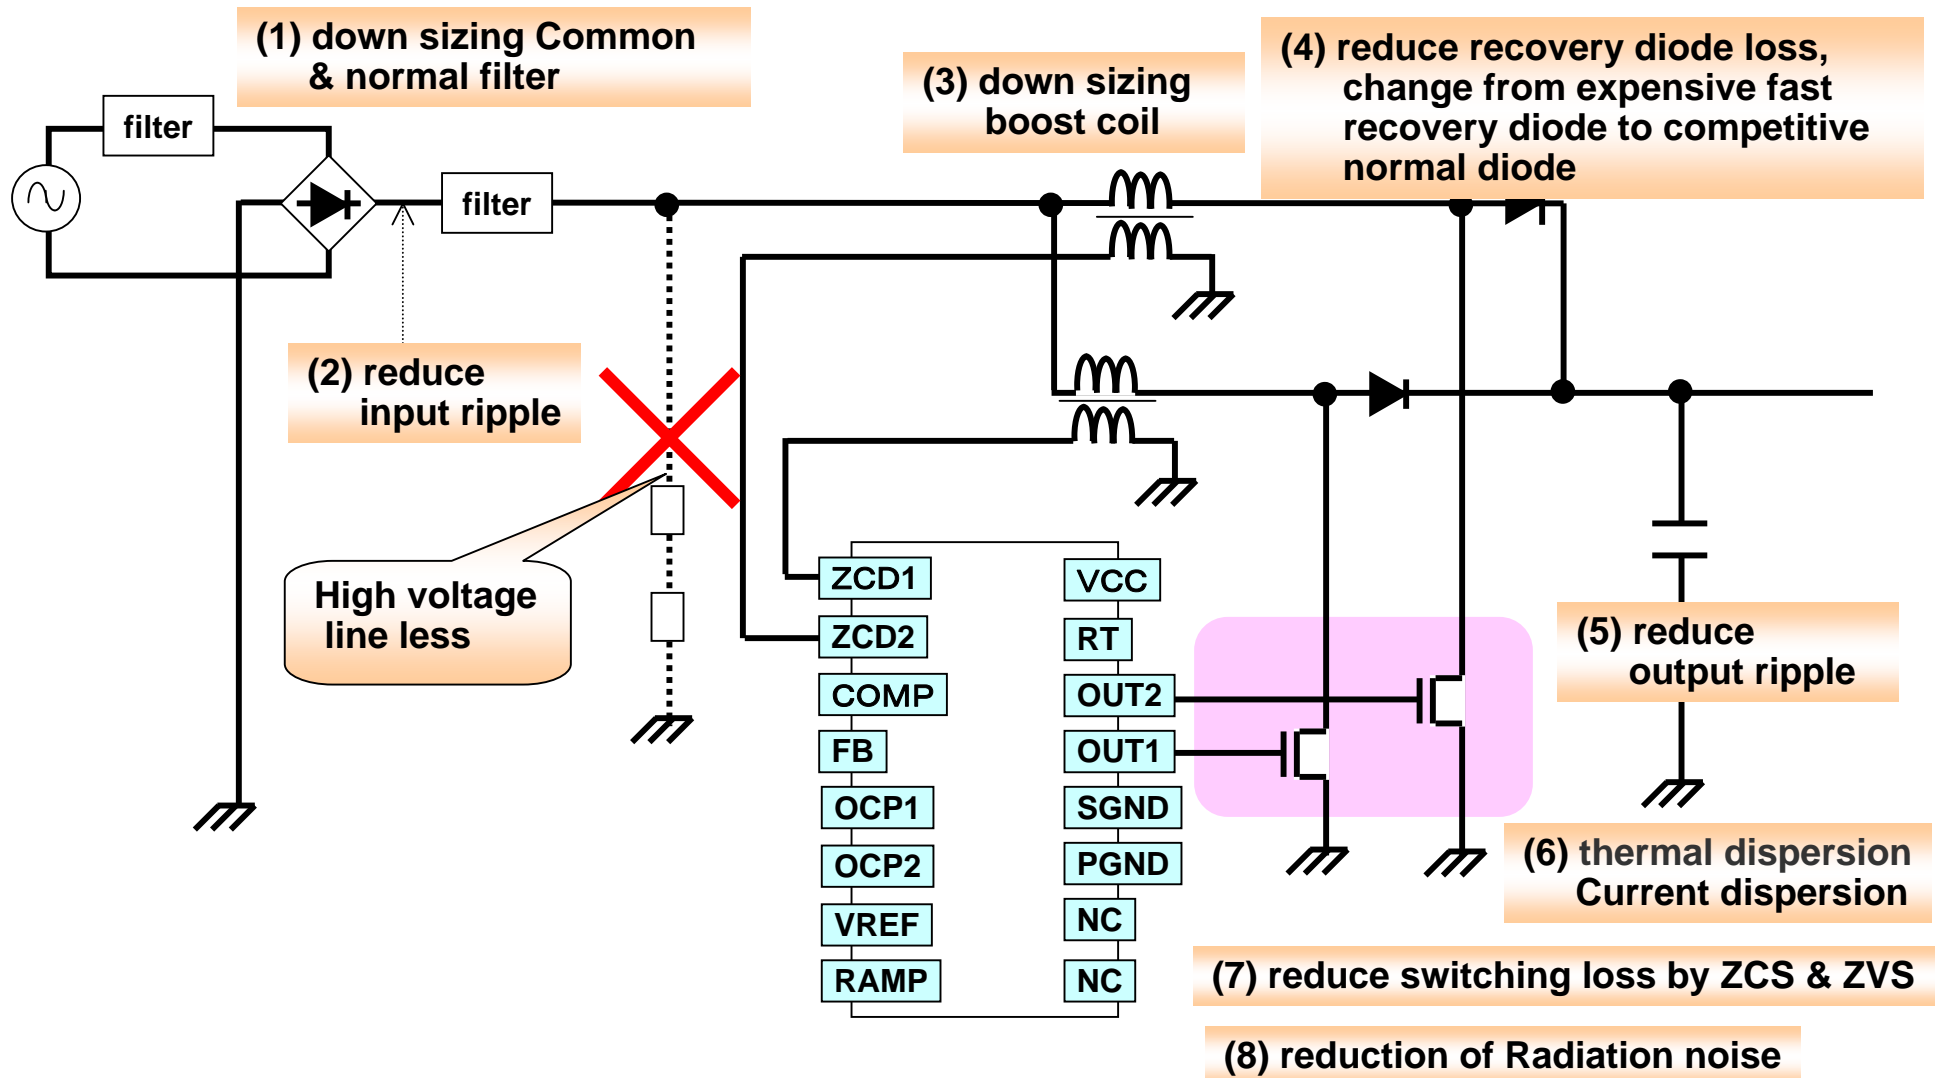 (1) down sizing Common
& normal filter
(3) down sizing
boost coil
(4) reduce recovery diode loss,
change from expensive fast
recovery diode to competitive
normal diode
filter
filter
(2) reduce
input ripple
High voltage
line less
ZCD1
ZCD2
COMP
FB
OCP1
OCP2
VREF
RAMP
VCC
RT
OUT2
OUT1
SGND
PGND
NC
NC
(5) reduce
output ripple
(6) thermal dispersion
Current dispersion
(7) reduce switching loss by ZCS & ZVS
(8) reduction of Radiation noise